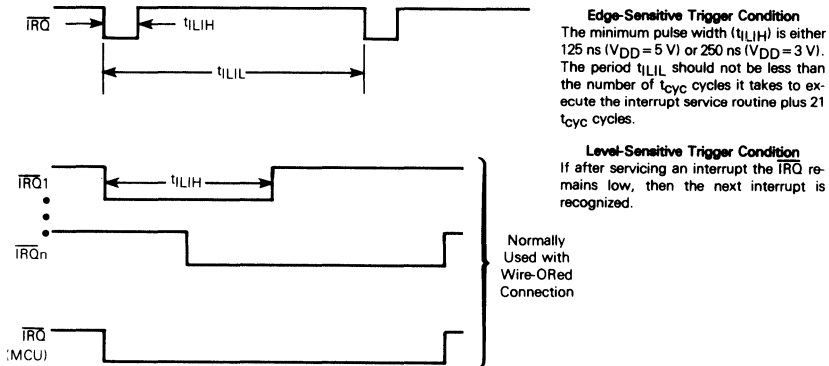 IRQ
tILIH
tILIL
Edge-Sensitive Trigger Condition
The minimum pulse width (tILIH) is either
125 ns (VDD=5 V) or 250 ns (VDD=3 V).
The period tILIL should not be less than
the number of tcyc cycles it takes to ex-
ecute the interrupt service routine plus 21
tcyc cycles.
Level-Sensitive Trigger Condition
If after servicing an interrupt the IRQ re-
mains low, then the next interrupt is
recognized.
IRQ1
tILIH
IRQn
Normally
Used with
Wire-ORed
Connection
IRQ
(MCU)